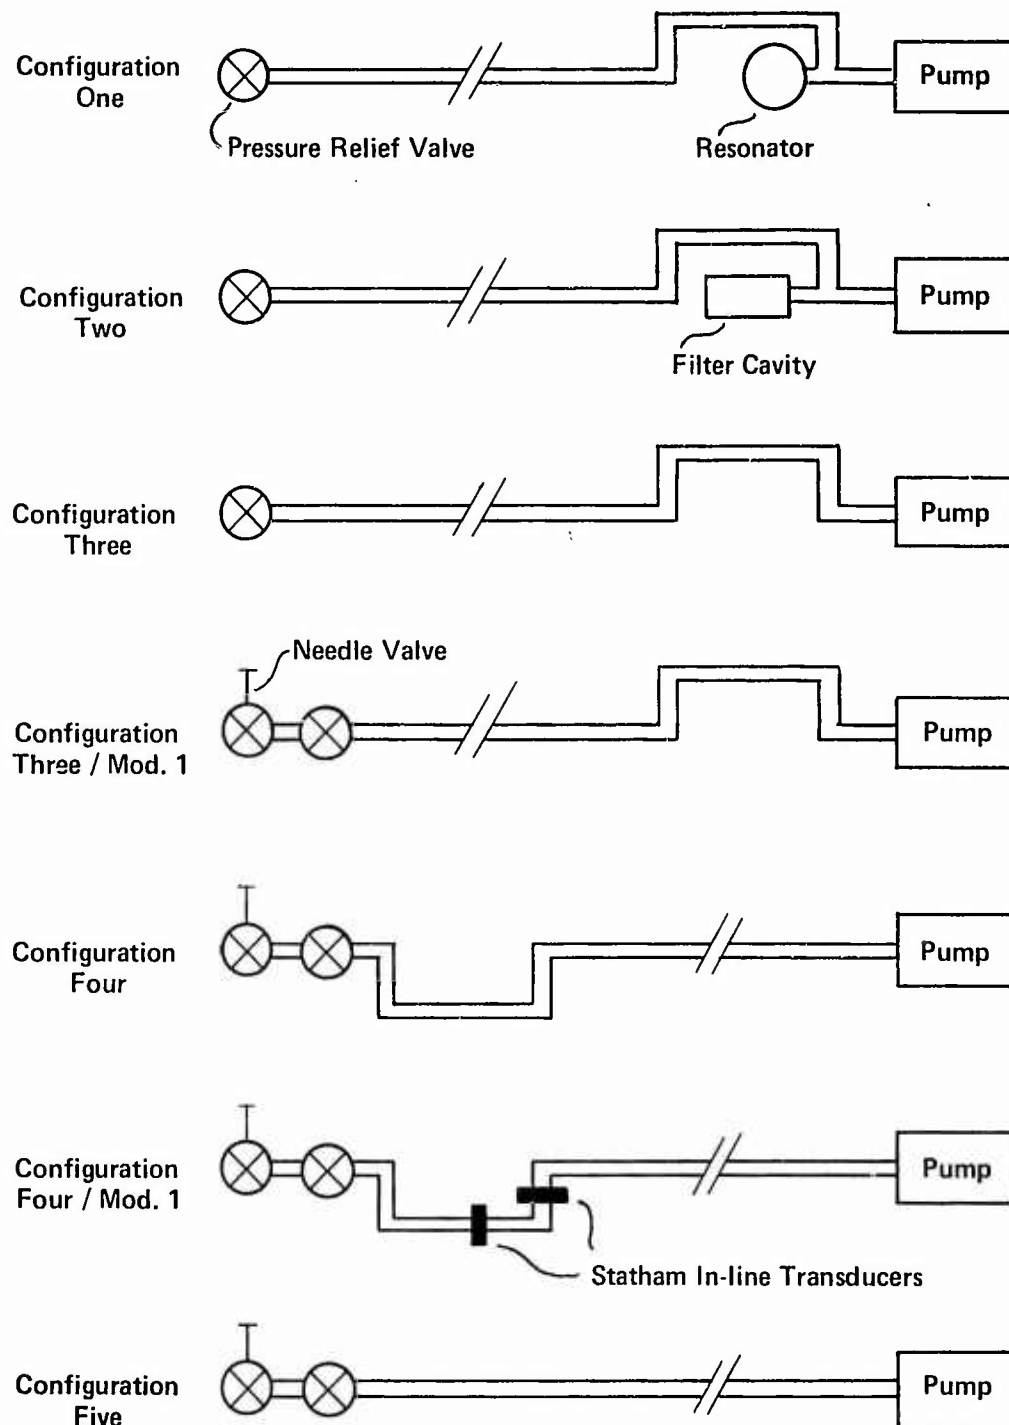 Configuration
One
Pump
Pressure Relief Valve
Resonator
Configuration
Two
Pump
Filter Cavity
Configuration
Three
Pump
Needle Valve
Configuration
Three / Mod. 1
Pump
Configuration
Four
Pump
Configuration
Four / Mod. 1
Pump
Statham In-line Transducers
Configuration
Five
Pump